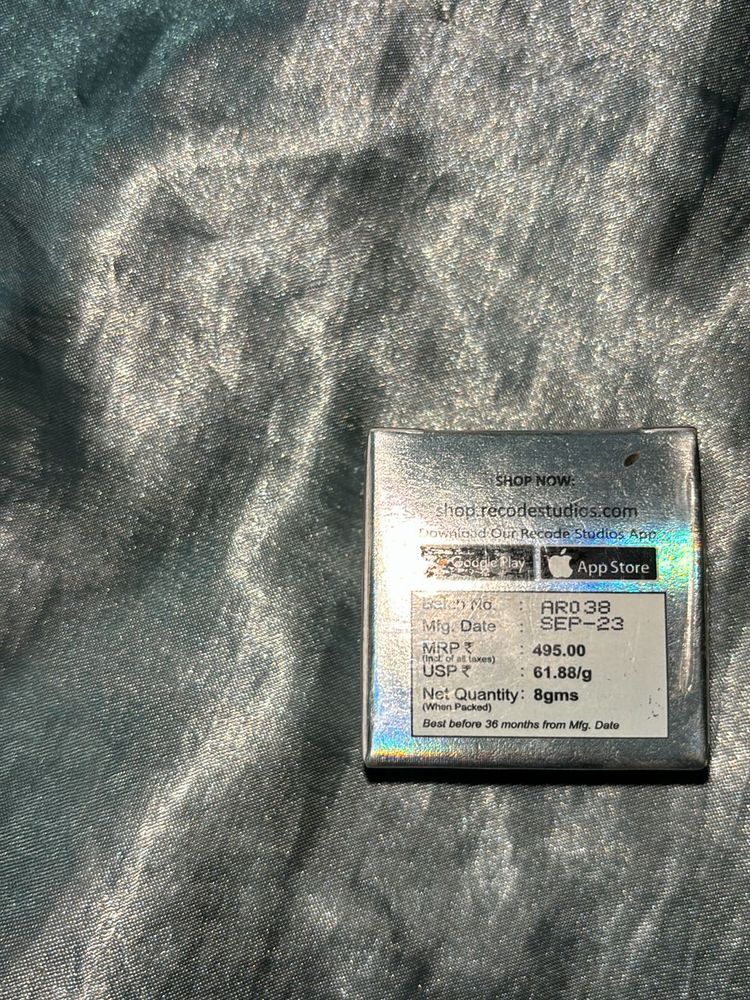 SHOP NOW:
shop.recodestudios.com
Download Our Recode Studios App
Google Play App Store
Batch No. : AR038
Mfg. Date : SEP-23
MRP ₹ : 495.00
(Incl. of all taxes)
USP ₹ : 61.88/g
Net Quantity : 8gms
(When Packed)
Best before 36 months from Mfg. Date